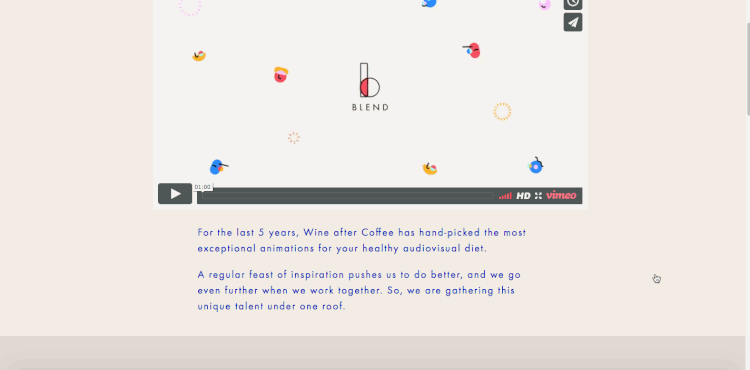 b
BLEND
01:00
HD vimeo
For the last 5 years, Wine after Coffee has hand-picked the most
exceptional animations for your healthy audiovisual diet.
A regular feast of inspiration pushes us to do better, and we go
even further when we work together. So, we are gathering this
unique talent under one roof.